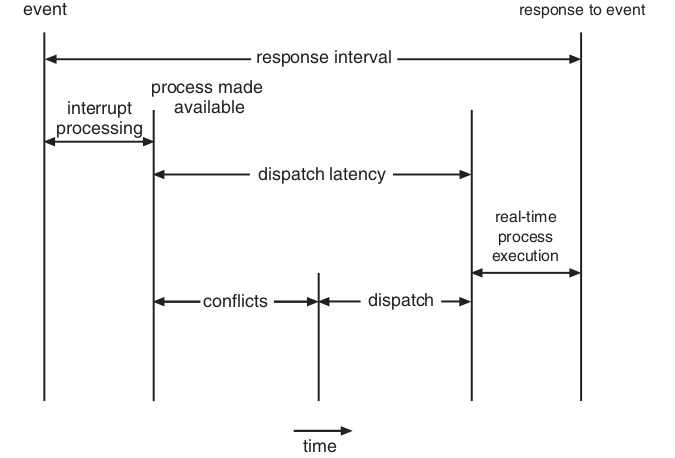 event
response to event
response interval
process made
available
interrupt
processing
dispatch latency
real-time
process
execution
conflicts
dispatch
time